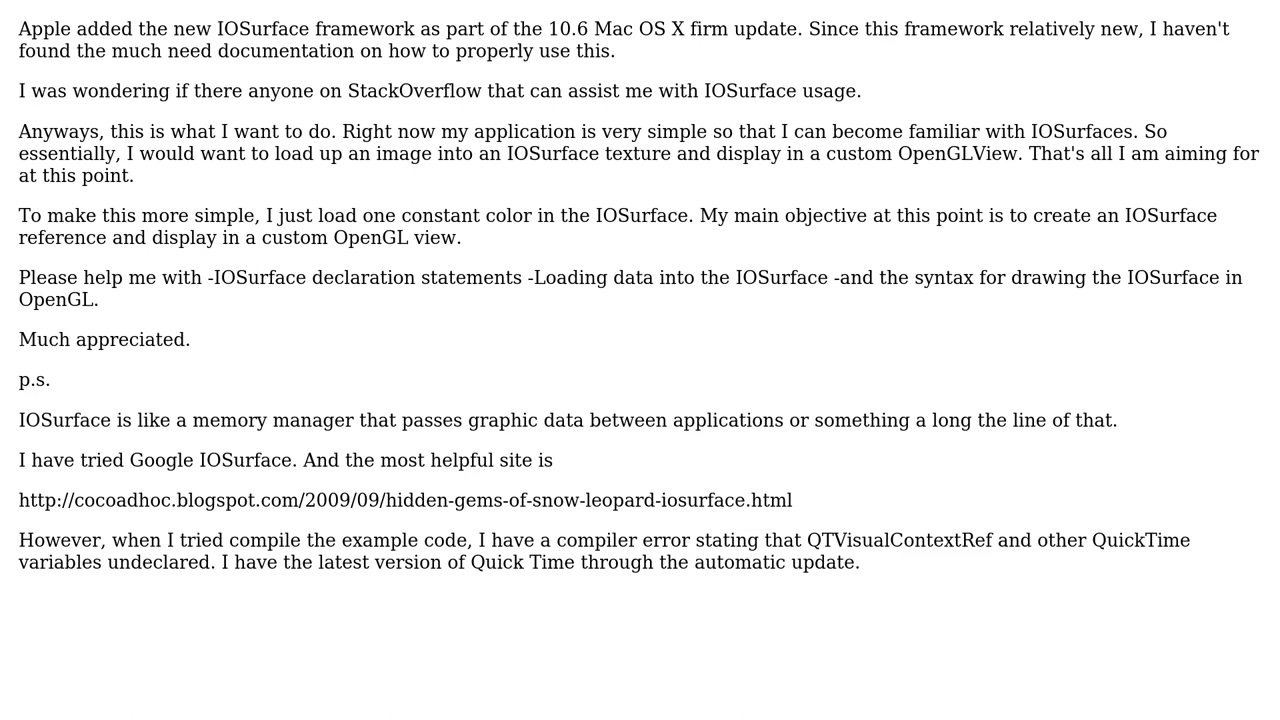 Apple added the new IOSurface framework as part of the 10.6 Mac OS X firm update. Since this framework relatively new, I haven't
found the much need documentation on how to properly use this.
I was wondering if there anyone on StackOverflow that can assist me with IOSurface usage.
Anyways, this is what I want to do. Right now my application is very simple so that I can become familiar with IOSurfaces. So
essentially, I would want to load up an image into an IOSurface texture and display in a custom OpenGLView. That's all I am aiming for
at this point.
To make this more simple, I just load one constant color in the IOSurface. My main objective at this point is to create an IOSurface
reference and display in a custom OpenGL view.
Please help me with -IOSurface declaration statements -Loading data into the IOSurface -and the syntax for drawing the IOSurface in
OpenGL.
Much appreciated.
p.s.
IOSurface is like a memory manager that passes graphic data between applications or something a long the line of that.
I have tried Google IOSurface. And the most helpful site is
http://cocoadhoc.blogspot.com/2009/09/hidden-gems-of-snow-leopard-iosurface.html
However, when I tried compile the example code, I have a compiler error stating that QTVisualContextRef and other QuickTime
variables undeclared. I have the latest version of Quick Time through the automatic update.